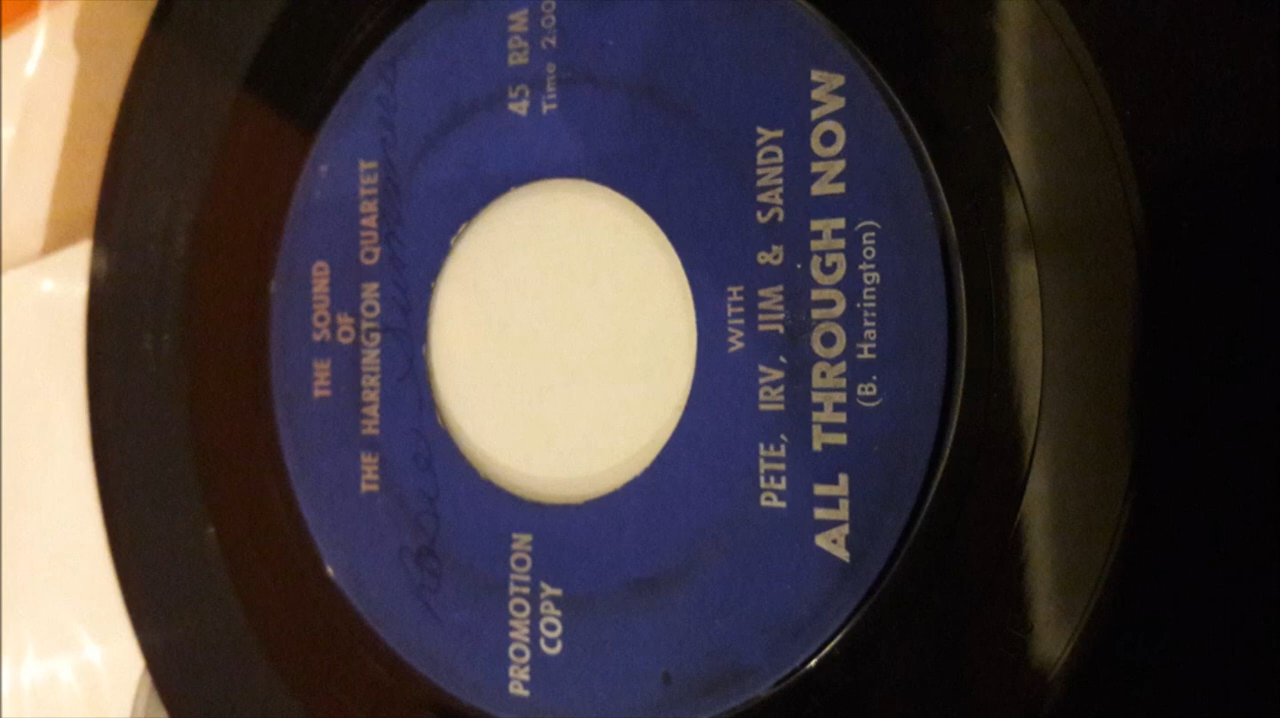 THE SOUND
OF
THE HARRINGTON QUARTET
PROMOTION
COPY
45 RPM
Time 2:00
WITH
PETE, IRV, JIM & SANDY
ALL THROUGH NOW
(B. Harrington)